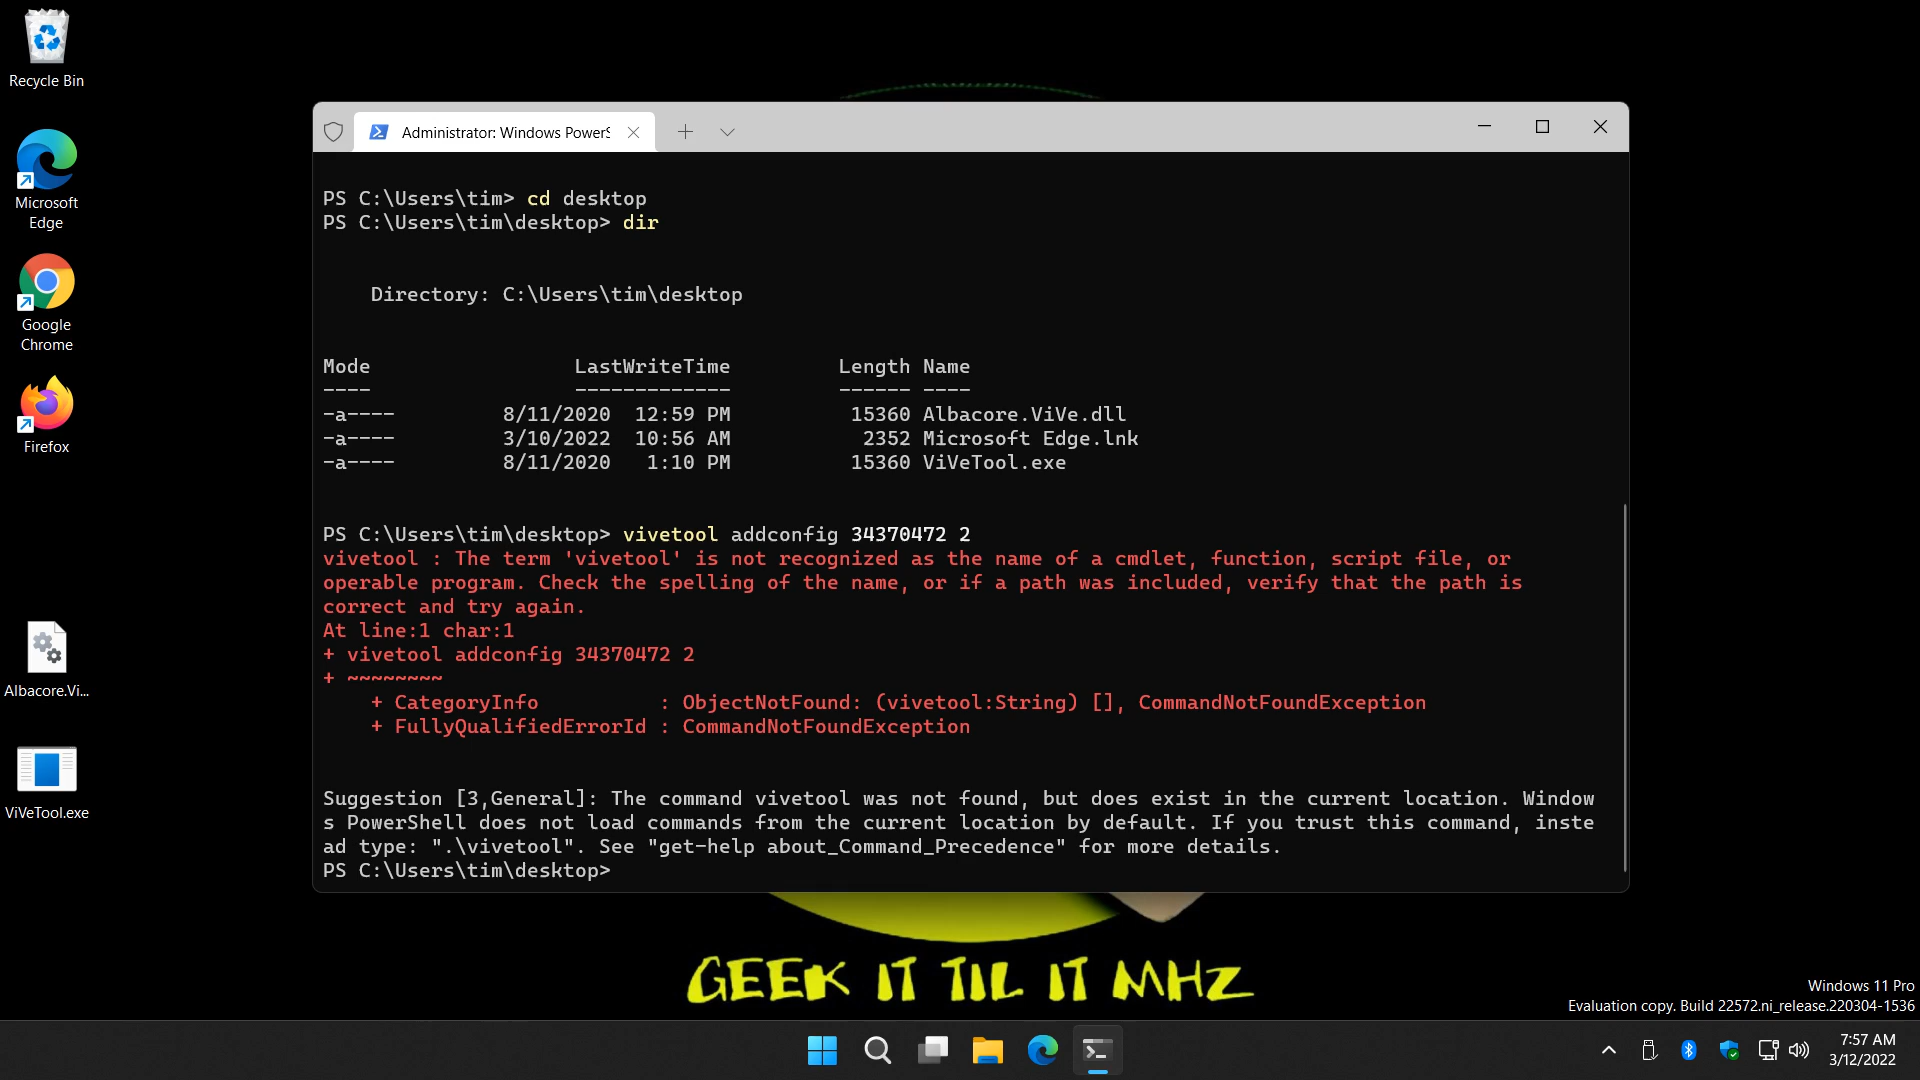 Recycle Bin
Microsoft
Edge
Google
Chrome
Firefox
Albacore.Vi...
ViVeTool.exe
Administrator: Windows PowerS
PS C:\Users\tim> cd desktop
PS C:\Users\tim\desktop> dir
Directory: C:\Users\tim\desktop
Mode LastWriteTime Length Name
---- ------------- ------ ----
-a---- 8/11/2020 12:59 PM 15360 Albacore.ViVe.dll
-a---- 3/10/2022 10:56 AM 2352 Microsoft Edge.lnk
-a---- 8/11/2020 1:10 PM 15360 ViVeTool.exe
PS C:\Users\tim\desktop> vivetool addconfig 34370472 2
vivetool : The term 'vivetool' is not recognized as the name of a cmdlet, function, script file, or
operable program. Check the spelling of the name, or if a path was included, verify that the path is
correct and try again.
At line:1 char:1
+ vivetool addconfig 34370472 2
+ ~~~~~~~~
+ CategoryInfo : ObjectNotFound: (vivetool:String) [], CommandNotFoundException
+ FullyQualifiedErrorId : CommandNotFoundException
Suggestion [3,General]: The command vivetool was not found, but does exist in the current location. Window
s PowerShell does not load commands from the current location by default. If you trust this command, inste
ad type: ".\vivetool". See "get-help about_Command_Precedence" for more details.
PS C:\Users\tim\desktop>
GEEK IT TIL IT MHZ
Windows 11 Pro
Evaluation copy. Build 22572.ni_release.220304-1536
7:57 AM
3/12/2022